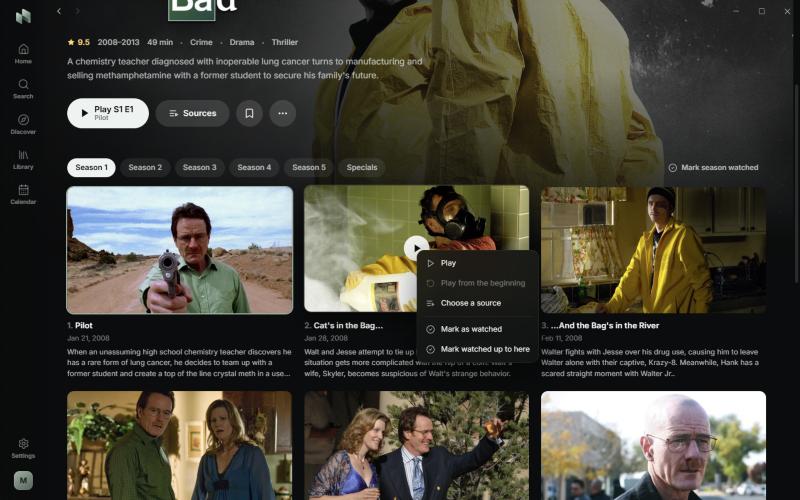 Bad
9.5 2008–2013 49 min · Crime · Drama · Thriller
A chemistry teacher diagnosed with inoperable lung cancer turns to manufacturing and
selling methamphetamine with a former student to secure his family's future.
Play S1 E1
Pilot
Sources
Home
Search
Discover
Library
Calendar
Settings
M
Season 1
Season 2
Season 3
Season 4
Season 5
Specials
Mark season watched
1. Pilot
Jan 21, 2008
When an unassuming high school chemistry teacher discovers he
has a rare form of lung cancer, he decides to team up with a
former student and create a top of the line crystal meth in a use...
2. Cat's in the Bag...
Jan 28, 2008
Walt and Jesse attempt to tie up
situation gets more complicated
wife, Skyler, becomes suspicious of Walt's strange behavior.
Play
Play from the beginning
Choose a source
Mark as watched
Mark watched up to here
3. ...And the Bag's in the River
Feb 11, 2008
Walter fights with Jesse over his drug use, causing him to leave
Walter alone with their captive, Krazy-8. Meanwhile, Hank has a
scared straight moment with Walter Jr..